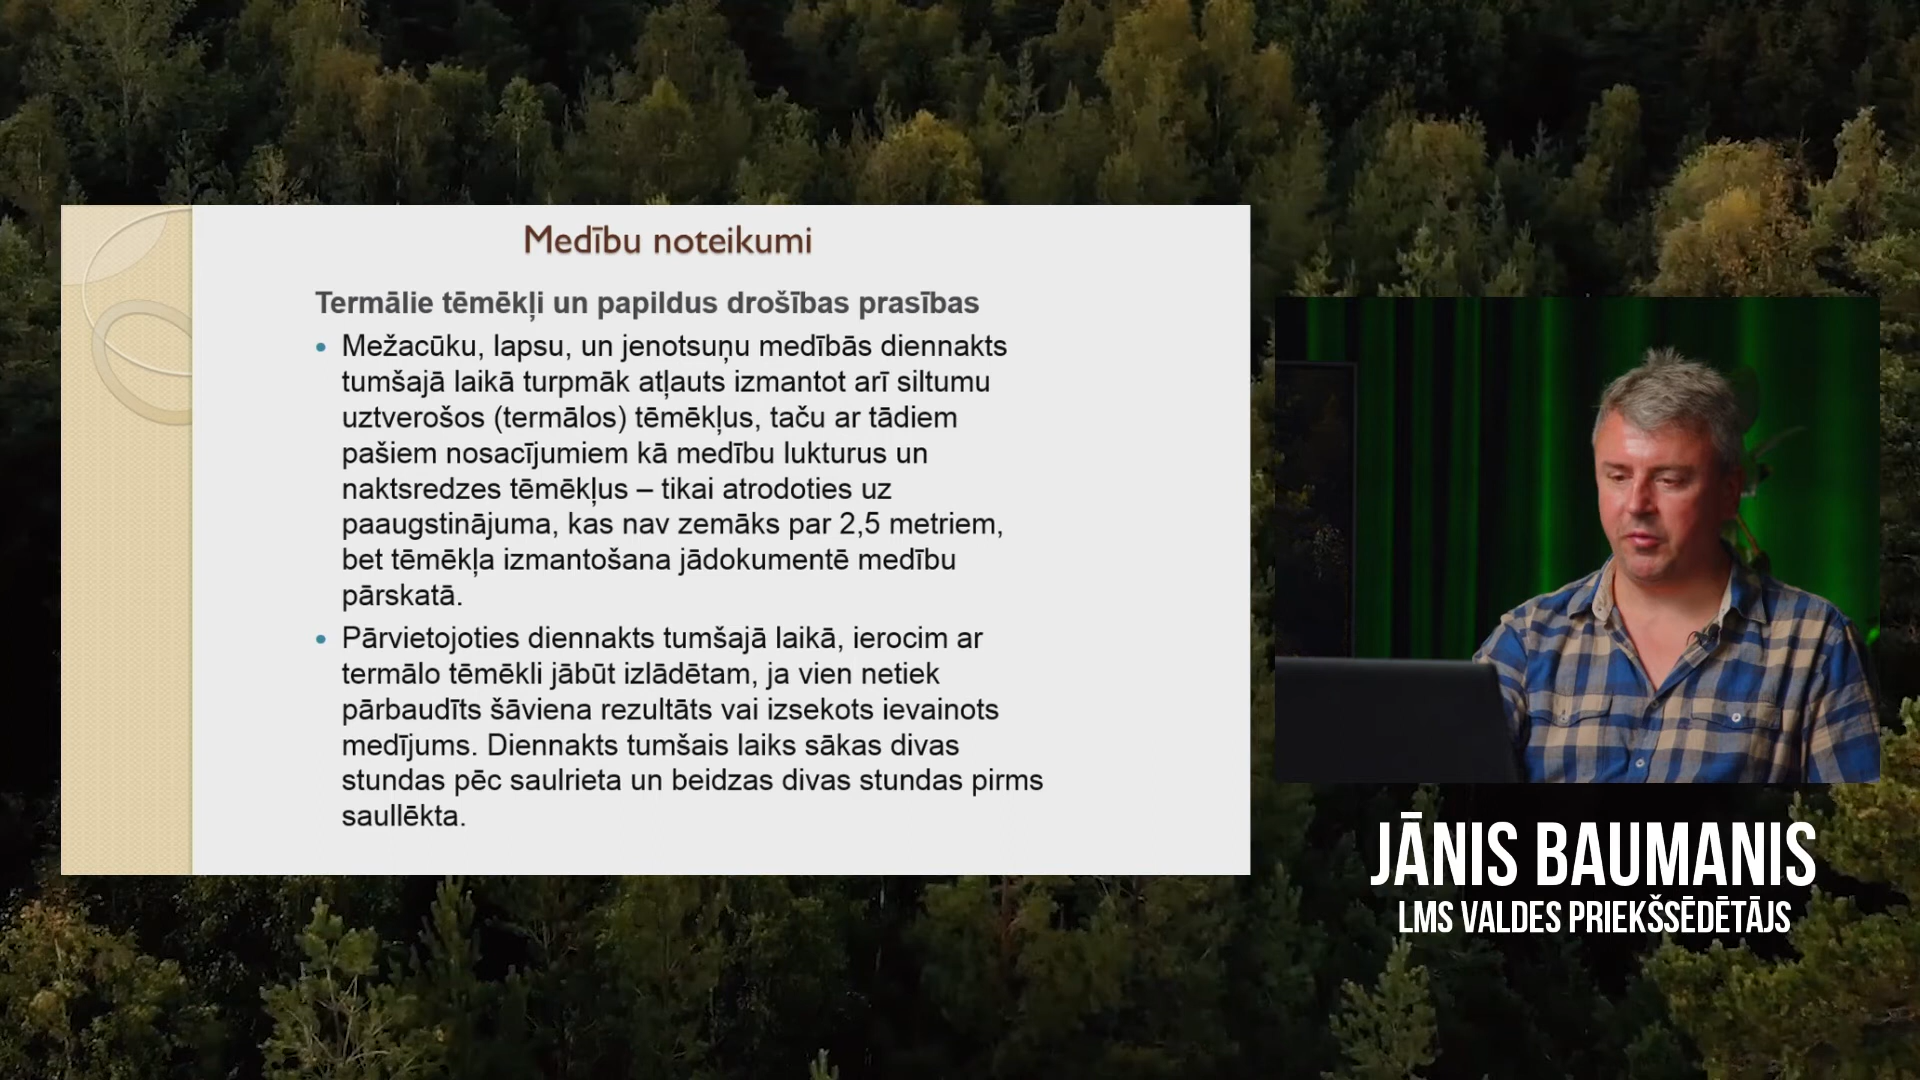 Medību noteikumi
Termālie tēmēkļi un papildus drošības prasības
• Mežacūku, lapsu, un jenotsuņu medībās diennakts
tumšajā laikā turpmāk atļauts izmantot arī siltumu
uztverošos (termālos) tēmēkļus, taču ar tādiem
pašiem nosacījumiem kā medību lukturus un
naktsredzes tēmēkļus – tikai atrodoties uz
paaugstinājuma, kas nav zemāks par 2,5 metriem,
bet tēmēkļa izmantošana jādokumentē medību
pārskatā.
• Pārvietojoties diennakts tumšajā laikā, ierocim ar
termālo tēmēkli jābūt izlādētam, ja vien netiek
pārbaudīts šāviena rezultāts vai izsekots ievainots
medījums. Diennakts tumšais laiks sākas divas
stundas pēc saulrieta un beidzas divas stundas pirms
saullēkta.
JĀNIS BAUMANIS
LMS VALDES PRIEKŠSĒDĒTĀJS